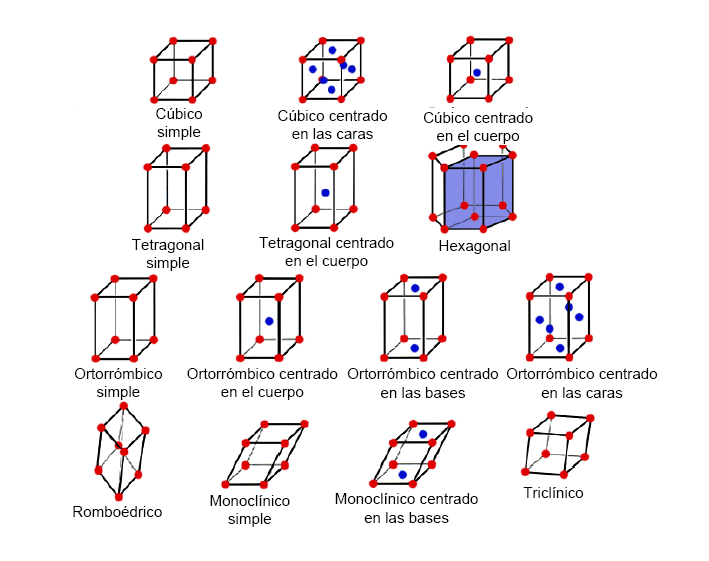 Cúbico
simple
Cúbico centrado
en las caras
Cúbico centrado
en el cuerpo
Tetragonal
simple
Tetragonal centrado
en el cuerpo
Hexagonal
Ortorrómbico
simple
Ortorrómbico centrado
en el cuerpo
Ortorrómbico centrado
en las bases
Ortorrómbico centrado
en las caras
Romboédrico
Monoclínico
simple
Monoclínico centrado
en las bases
Triclínico